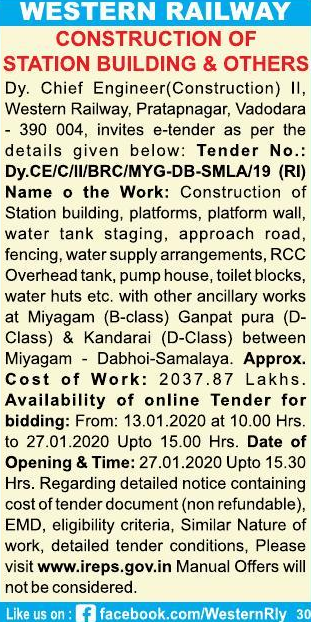 WESTERN RAILWAY
CONSTRUCTION OF
STATION BUILDING & OTHERS
Dy. Chief Engineer(Construction) II,
Western Railway, Pratapnagar, Vadodara
- 390 004, invites e-tender as per the
details given below: Tender No.:
Dy.CE/C/II/BRC/MYG-DB-SMLA/19 (RI)
Name o the Work: Construction of
Station building, platforms, platform wall,
water tank staging, approach road,
fencing, water supply arrangements, RCC
Overhead tank, pump house, toilet blocks,
water huts etc. with other ancillary works
at Miyagam (B-class) Ganpat pura (D-
Class) & Kandarai (D-Class) between
Miyagam - Dabhoi-Samalaya. Approx.
Cost of Work: 2037.87 Lakhs.
Availability of online Tender for
bidding: From: 13.01.2020 at 10.00 Hrs.
to 27.01.2020 Upto 15.00 Hrs. Date of
Opening & Time: 27.01.2020 Upto 15.30
Hrs. Regarding detailed notice containing
cost of tender document (non refundable),
EMD, eligibility criteria, Similar Nature of
work, detailed tender conditions, Please
visit www.ireps.gov.in Manual Offers will
not be considered.
Like us on : f facebook.com/WesternRly 30